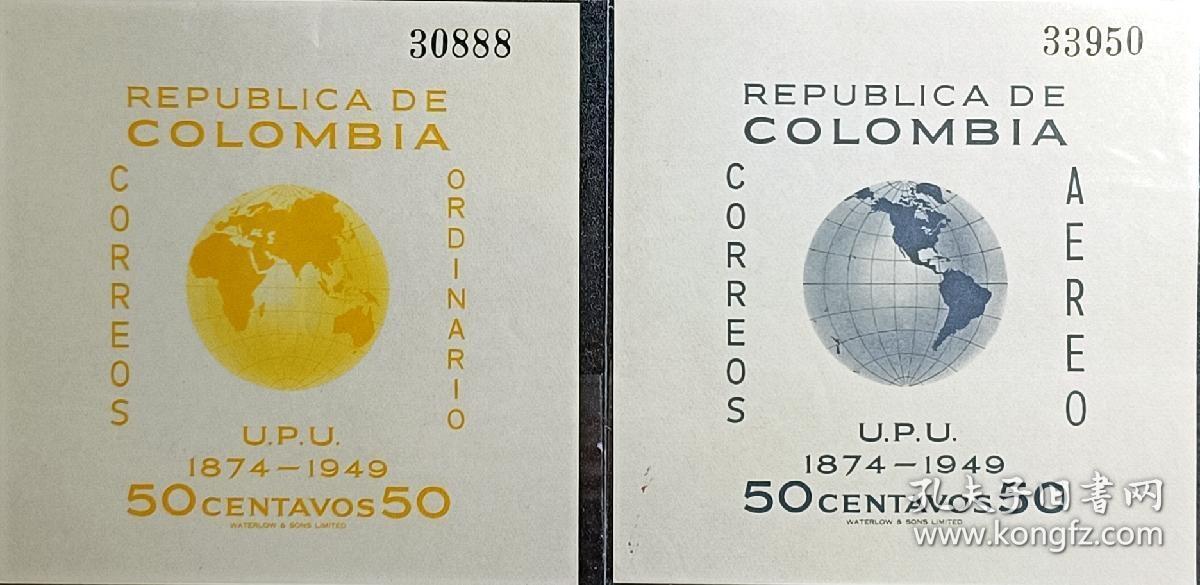 30888
REPUBLICA DE
COLOMBIA
CORREOS
ORDINARIO
U.P.U.
1874-1949
50 CENTAVOS 50
WATERLOW & SONS LIMITED
33950
REPUBLICA DE
COLOMBIA
CORREOS
AEREO
U.P.U.
1874-1949
50 CENTAVOS 50
WATERLOW & SONS LIMITED
孔夫子旧書网
www.kongfz.com